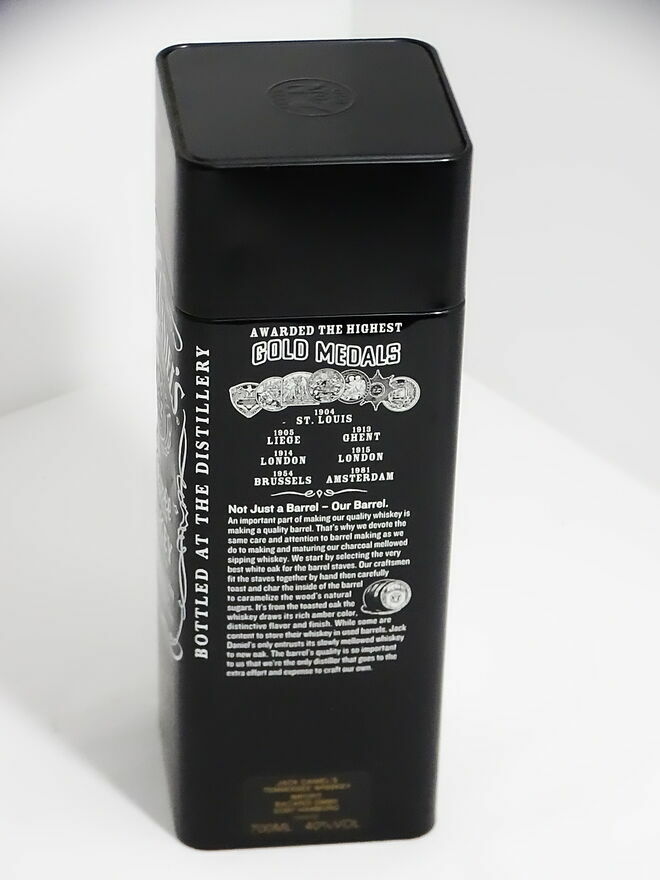 AWARDED THE HIGHEST
GOLD MEDALS
1904
ST. LOUIS
1905
LIEGE
1913
GHENT
1914
LONDON
1915
LONDON
1954
BRUSSELS
1981
AMSTERDAM
BOTTLED AT THE DISTILLERY
Not Just a Barrel – Our Barrel.
An important part of making our quality whiskey is
making a quality barrel. That's why we devote the
same care and attention to barrel making as we
do to making and maturing our charcoal mellowed
sipping whiskey. We start by selecting the very
best white oak for the barrel staves. Our craftsmen
fit the staves together by hand then carefully
toast and char the inside of the barrel
to caramelize the wood's natural
sugars. It's from the toasted oak the
whiskey draws its rich amber color,
distinctive flavor and finish. While some are
content to store their whiskey in used barrels, Jack
Daniel's only entrusts its slowly mellowed whiskey
to new oak. The barrel's quality is so important
to us that we're the only distiller that goes to the
extra effort and expense to craft our own.
JACK DANIEL'S
TENNESSEE WHISKEY
700ML 40%VOL